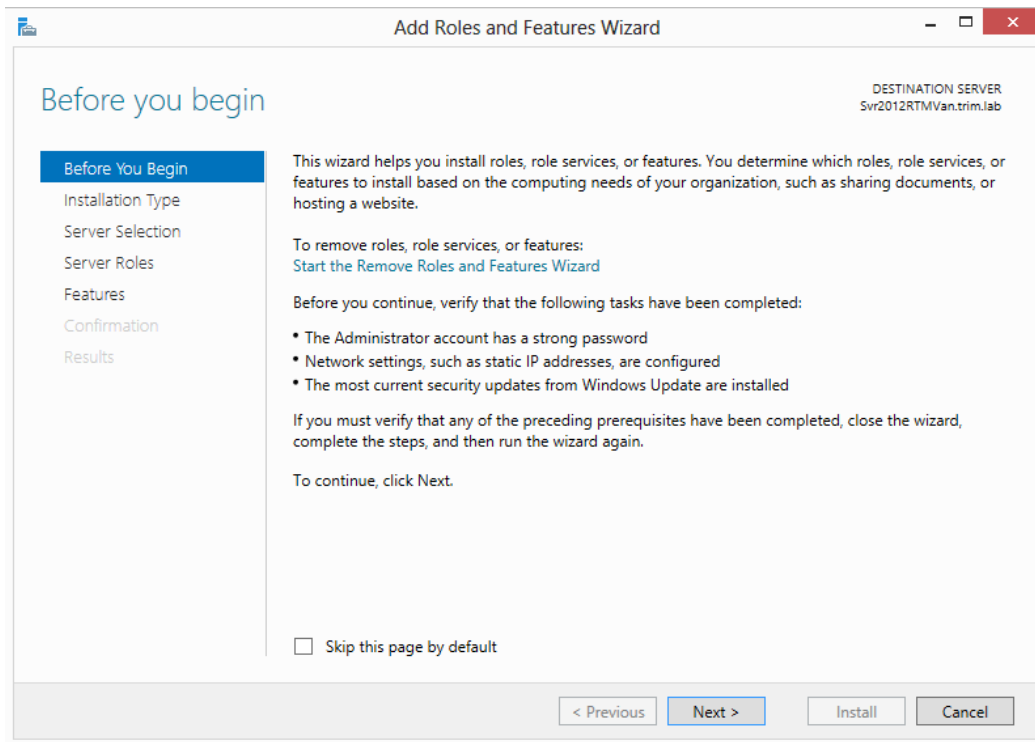 Add Roles and Features Wizard
Before you begin
DESTINATION SERVER
Svr2012RTMVan.trim.lab
Before You Begin
Installation Type
Server Selection
Server Roles
Features
Confirmation
Results
This wizard helps you install roles, role services, or features. You determine which roles, role services, or
features to install based on the computing needs of your organization, such as sharing documents, or
hosting a website.
To remove roles, role services, or features:
Start the Remove Roles and Features Wizard
Before you continue, verify that the following tasks have been completed:
• The Administrator account has a strong password
• Network settings, such as static IP addresses, are configured
• The most current security updates from Windows Update are installed
If you must verify that any of the preceding prerequisites have been completed, close the wizard,
complete the steps, and then run the wizard again.
To continue, click Next.
Skip this page by default
< Previous
Next >
Install
Cancel